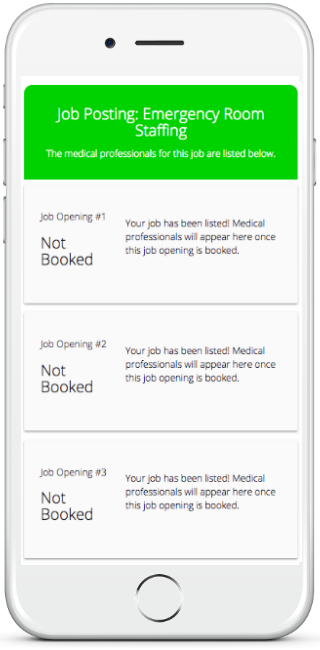 Job Posting: Emergency Room
Staffing
The medical professionals for this job are listed below.
Job Opening #1
Not
Booked
Your job has been listed! Medical
professionals will appear here once
this job opening is booked.
Job Opening #2
Not
Booked
Your job has been listed! Medical
professionals will appear here once
this job opening is booked.
Job Opening #3
Not
Booked
Your job has been listed! Medical
professionals will appear here once
this job opening is booked.